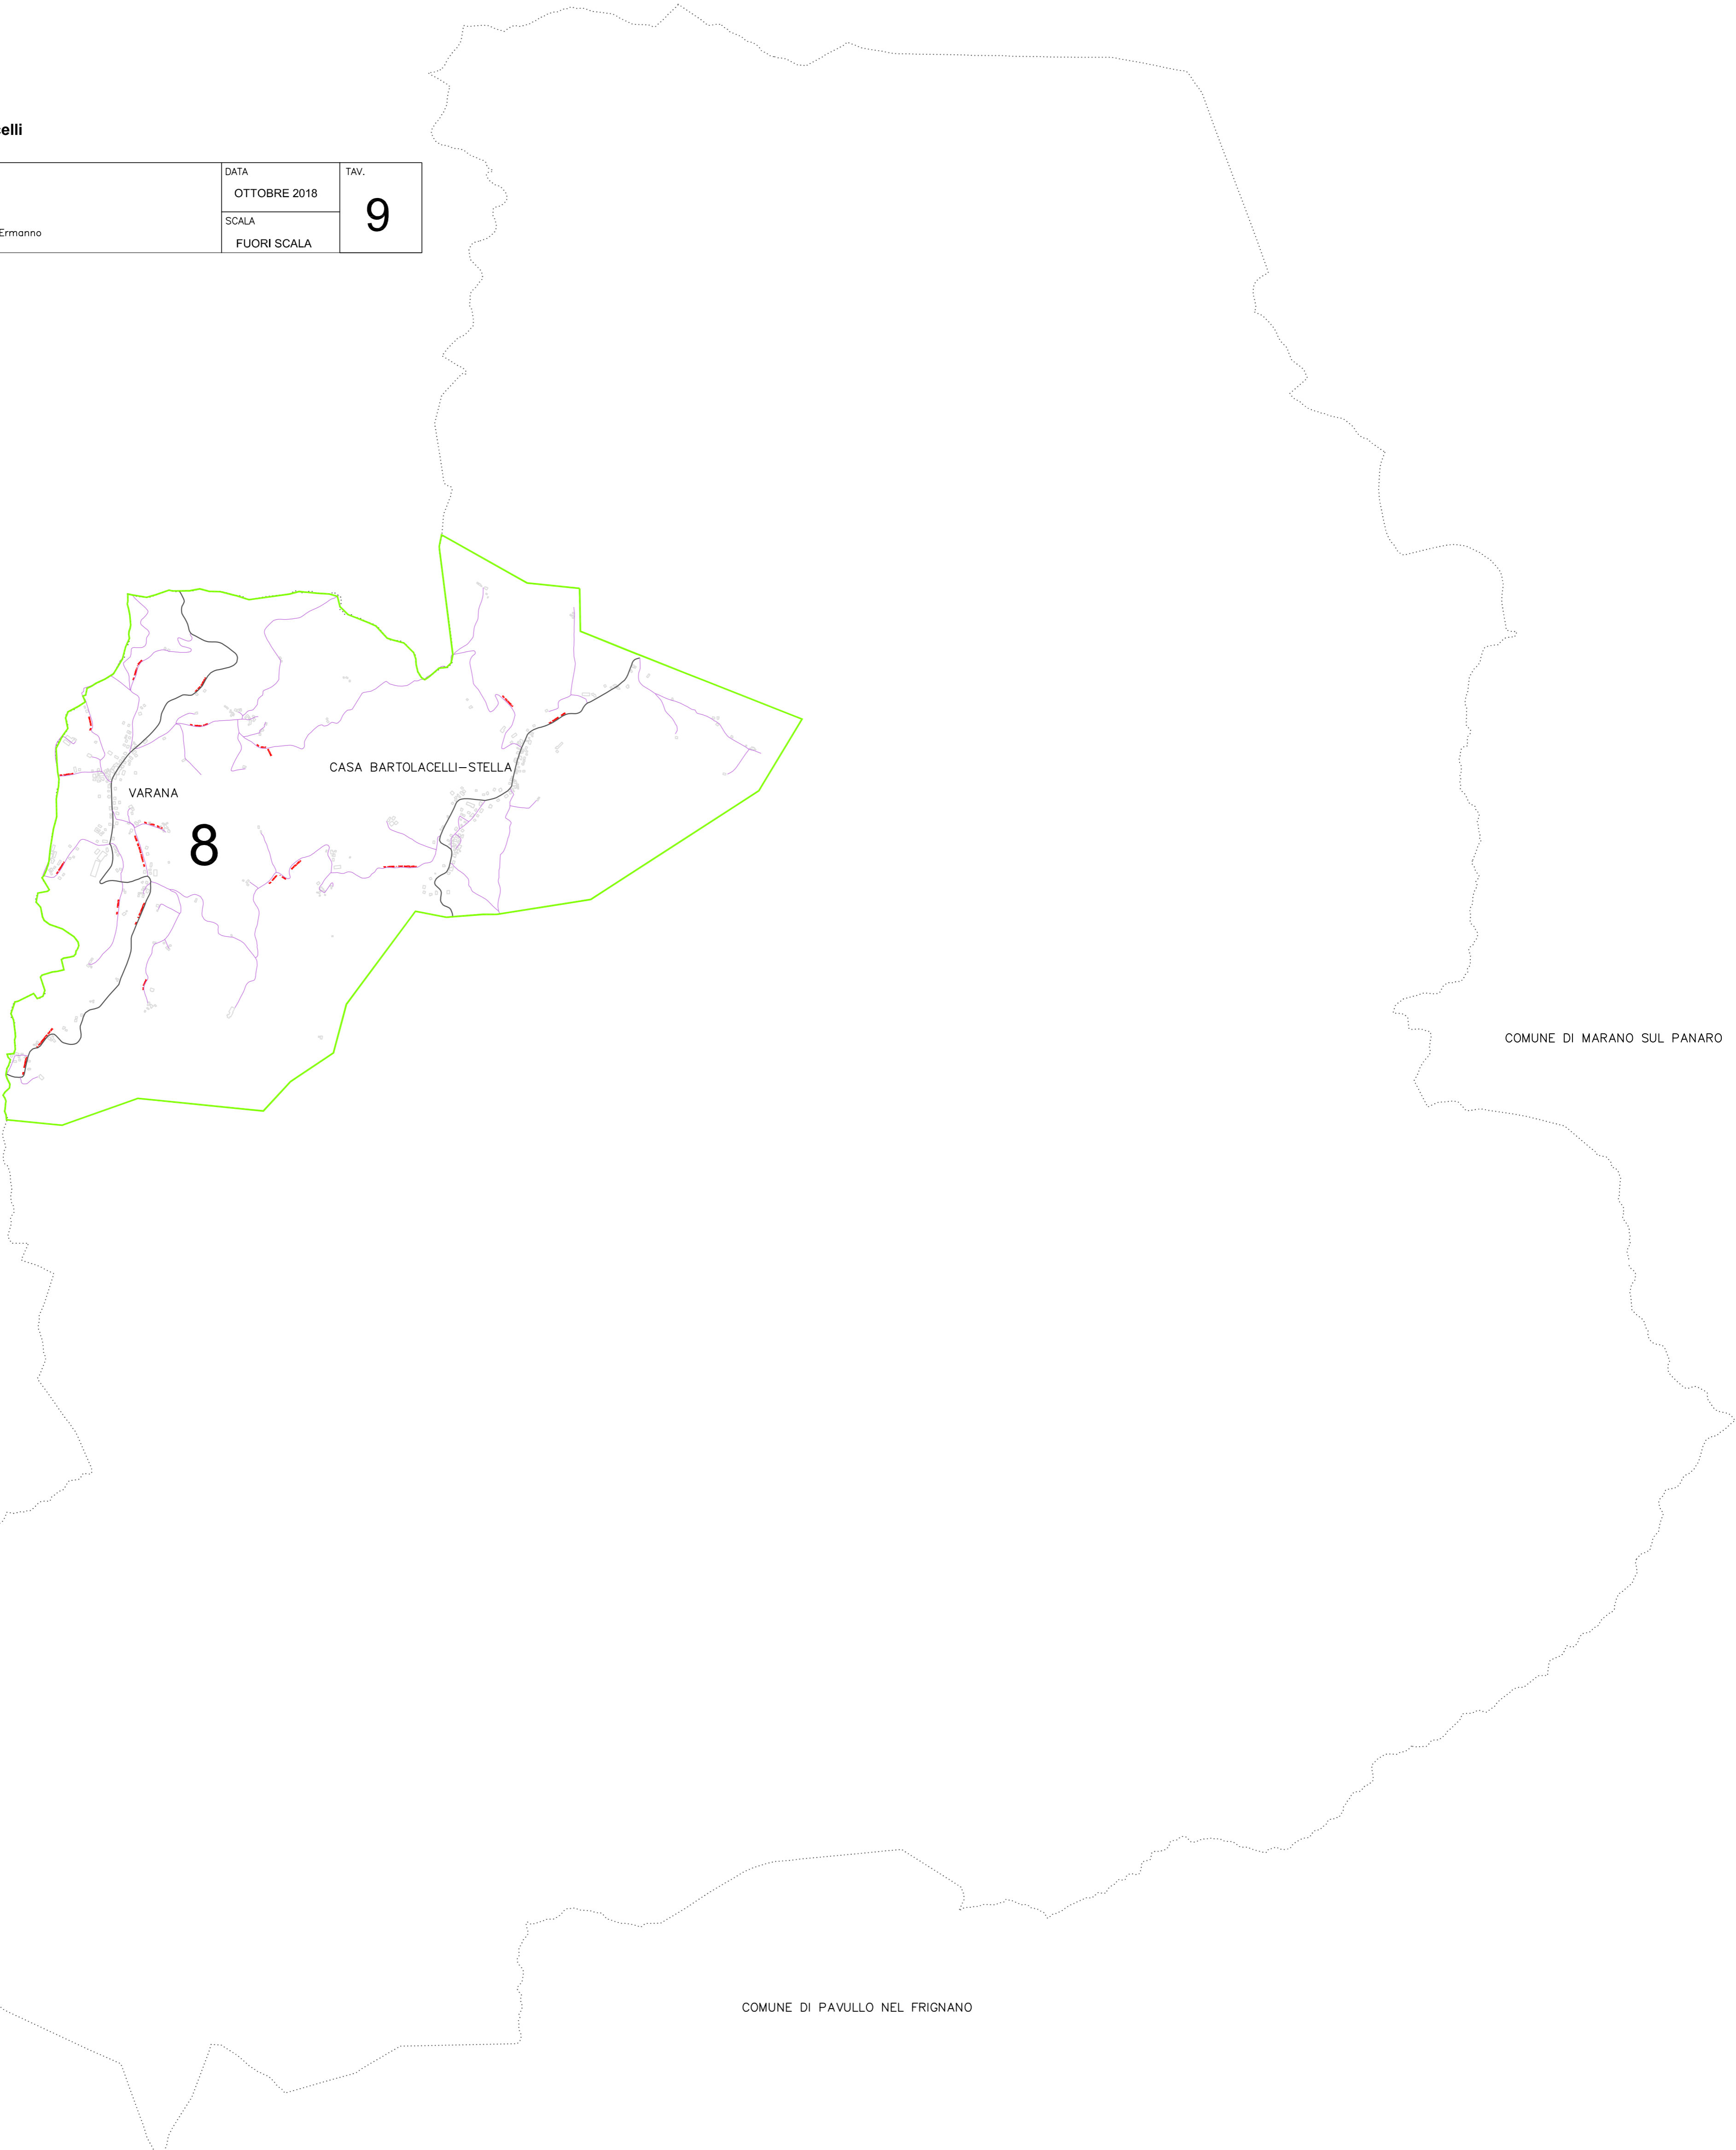 elli
DATA
OTTOBRE 2018
TAV.
9
SCALA
FUORI SCALA
Ermanno
CASA BARTOLACELLI-STELLA
VARANA
8
COMUNE DI MARANO SUL PANARO
COMUNE DI PAVULLO NEL FRIGNANO